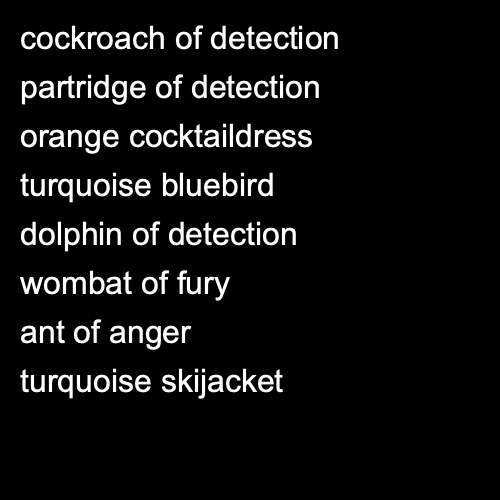 cockroach of detection
partridge of detection
orange cocktaildress
turquoise bluebird
dolphin of detection
wombat of fury
ant of anger
turquoise skijacket